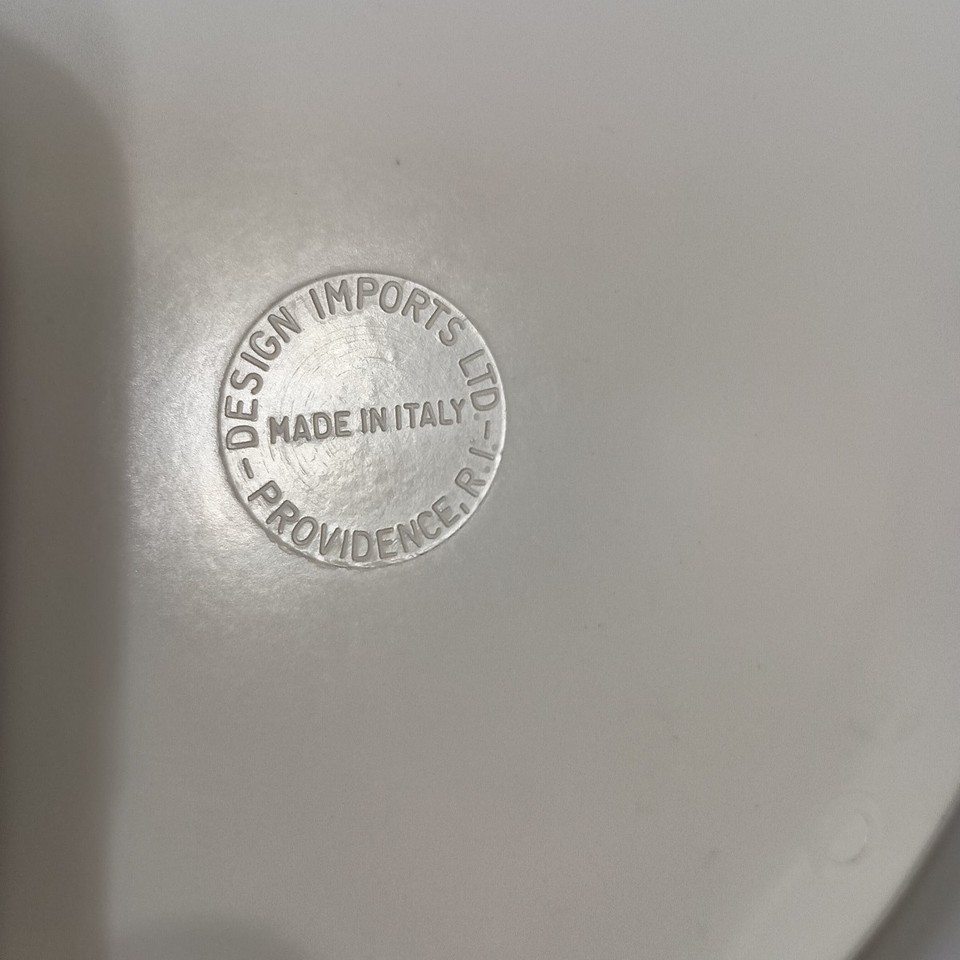 DESIGN IMPORTS LTD.
MADE IN ITALY
PROVIDENCE, R.I.